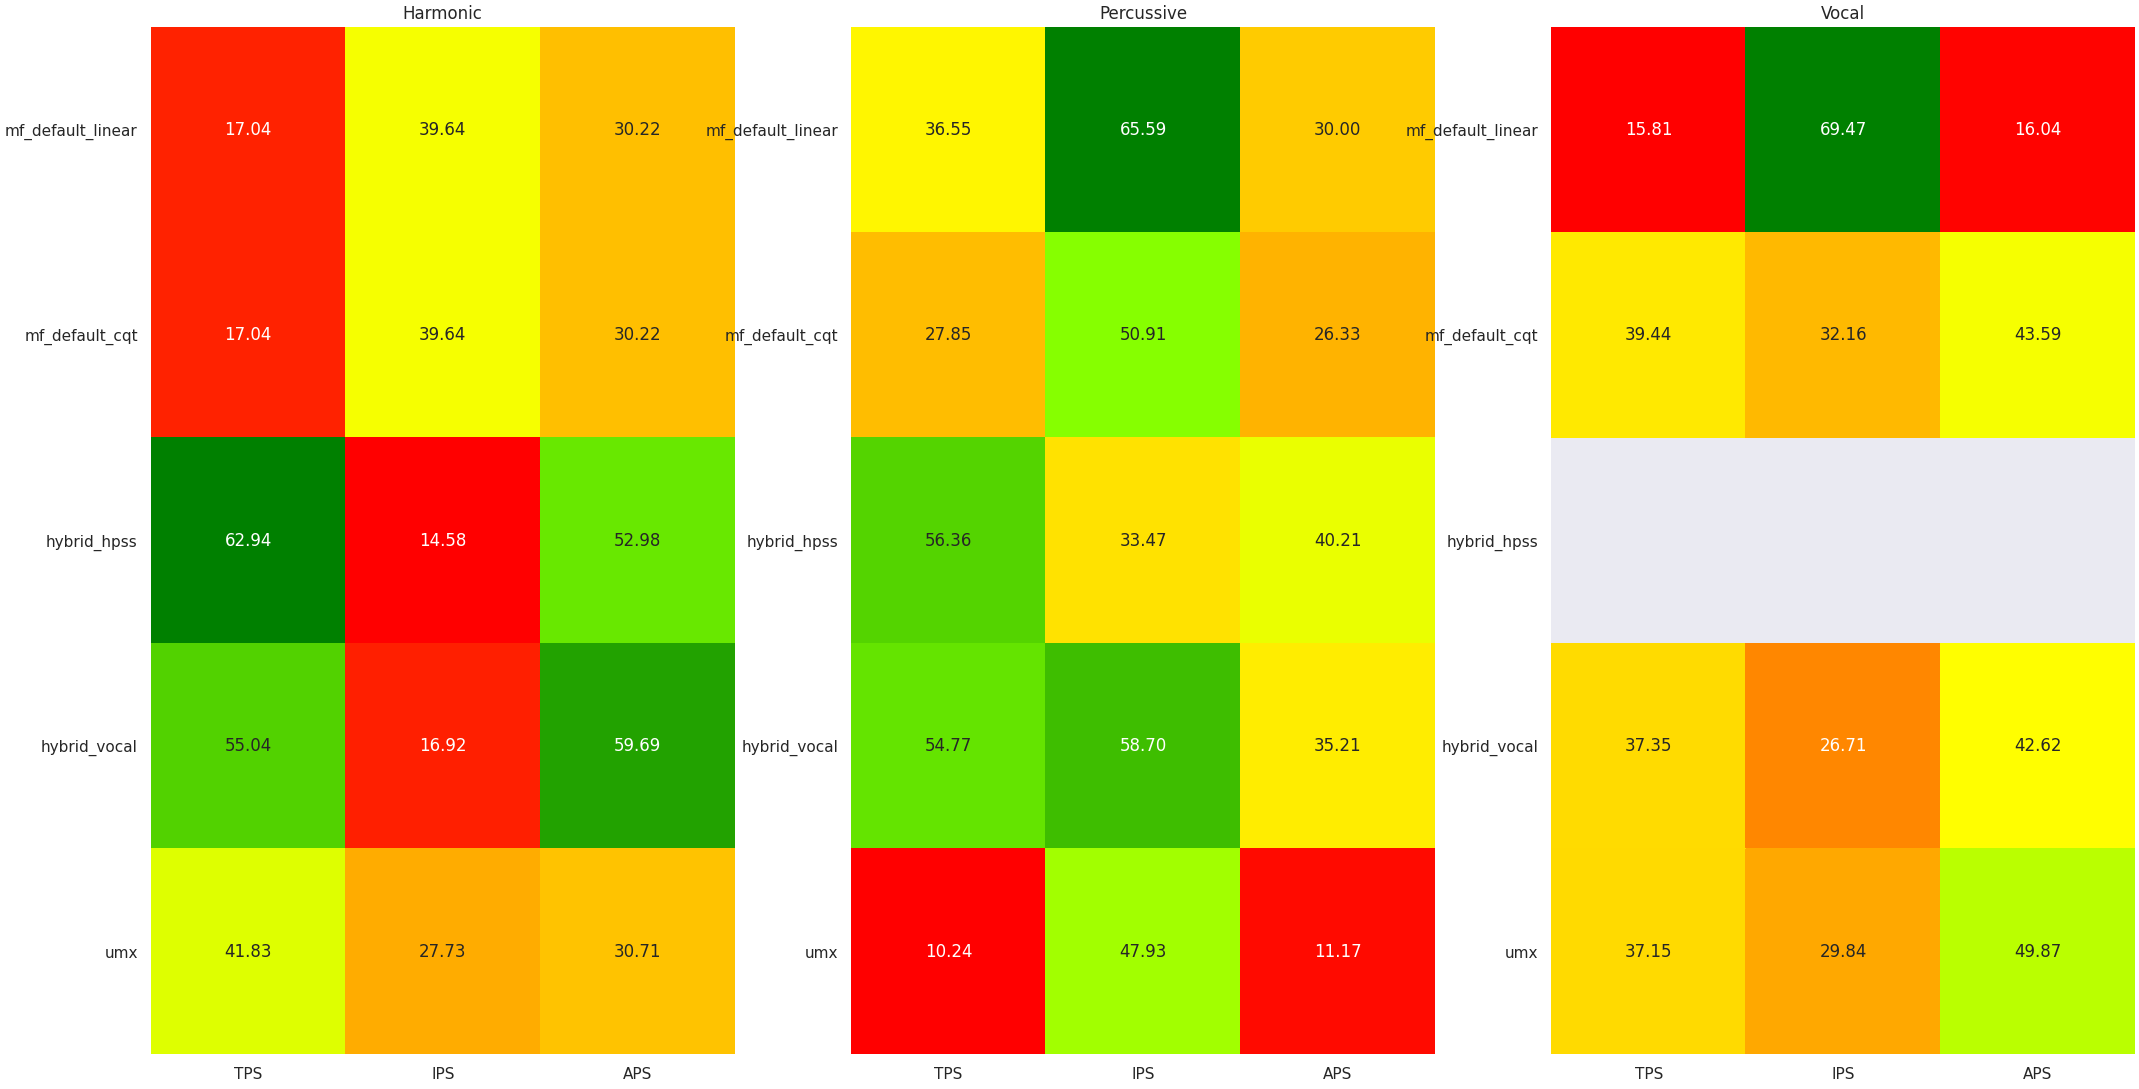 Harmonic Percussive Vocal
mf_default_linear 17.04 39.64 30.22 mf_default_linear 36.55 65.59 30.00 mf_default_linear 15.81 69.47 16.04
mf_default_cqt 17.04 39.64 30.22 mf_default_cqt 27.85 50.91 26.33 mf_default_cqt 39.44 32.16 43.59
hybrid_hpss 62.94 14.58 52.98 hybrid_hpss 56.36 33.47 40.21 hybrid_hpss
hybrid_vocal 55.04 16.92 59.69 hybrid_vocal 54.77 58.70 35.21 hybrid_vocal 37.35 26.71 42.62
umx 41.83 27.73 30.71 umx 10.24 47.93 11.17 umx 37.15 29.84 49.87
TPS IPS APS TPS IPS APS TPS IPS APS